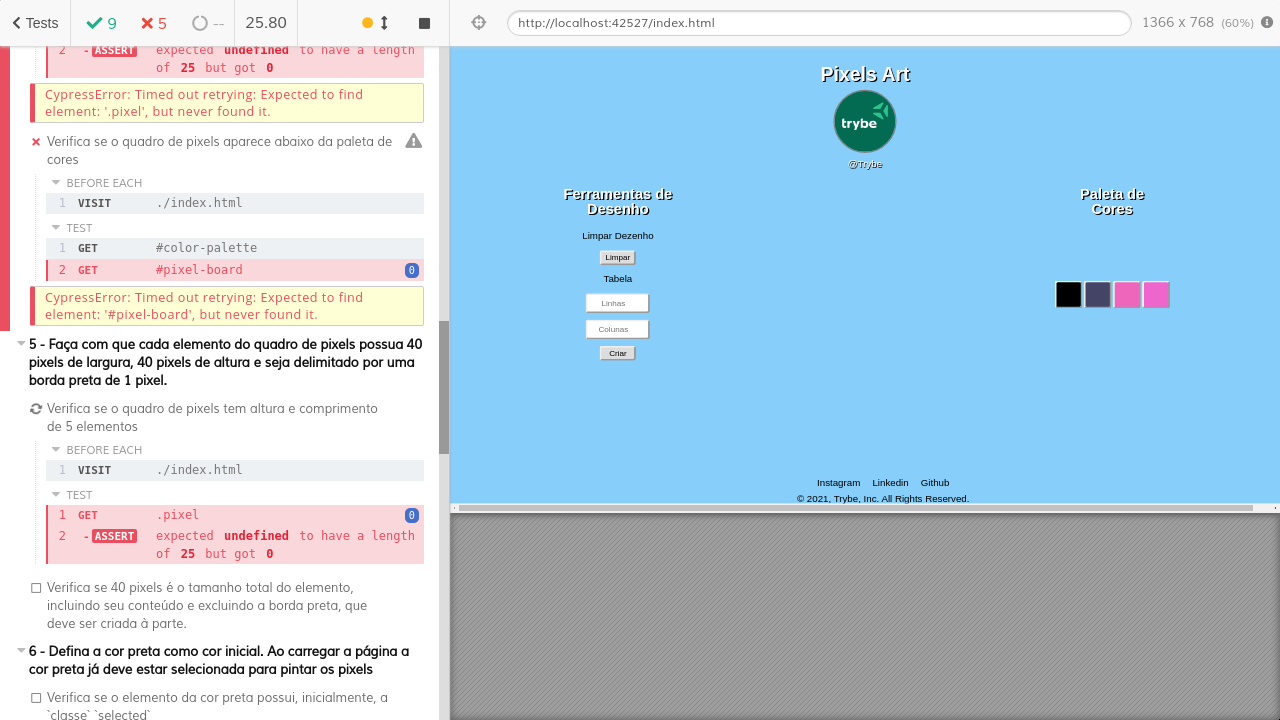 Tests
9
5
--
25.80
http://localhost:42527/index.html
1366 x 768 (60%)
2 -ASSERT expected undefined to have a length
of 25 but got 0
CypressError: Timed out retrying: Expected to find
element: '.pixel', but never found it.
Verifica se o quadro de pixels aparece abaixo da paleta de
cores
BEFORE EACH
1 VISIT ./index.html
TEST
1 GET #color-palette
2 GET #pixel-board 0
CypressError: Timed out retrying: Expected to find
element: '#pixel-board', but never found it.
5 - Faça com que cada elemento do quadro de pixels possua 40
pixels de largura, 40 pixels de altura e seja delimitado por uma
borda preta de 1 pixel.
Verifica se o quadro de pixels tem altura e comprimento
de 5 elementos
BEFORE EACH
1 VISIT ./index.html
TEST
1 GET .pixel 0
2 -ASSERT expected undefined to have a length
of 25 but got 0
Verifica se 40 pixels é o tamanho total do elemento,
incluindo seu conteúdo e excluindo a borda preta, que
deve ser criada à parte.
6 - Defina a cor preta como cor inicial. Ao carregar a página a
cor preta já deve estar selecionada para pintar os pixels
Verifica se o elemento da cor preta possui, inicialmente, a
`classe` `selected`
Pixels Art
trybe
@Trybe
Ferramentas de
Desenho
Limpar Dezenho
Limpar
Tabela
Linhas
Colunas
Criar
Paleta de
Cores
Instagram Linkedin Github
© 2021, Trybe, Inc. All Rights Reserved.